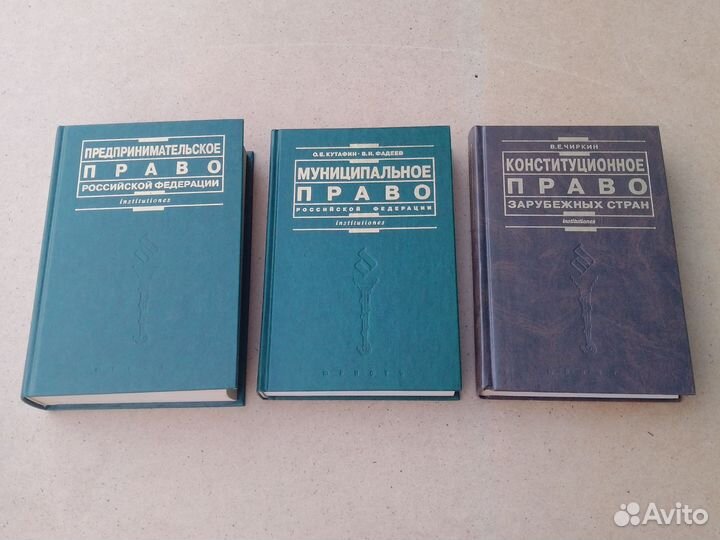 ПРЕДПРИНИМАТЕЛЬСКОЕ
ПРАВО
РОССИЙСКОЙ ФЕДЕРАЦИИ
Institutiones
О.Е.КУТАФИН · В.И.ФАДЕЕВ
МУНИЦИПАЛЬНОЕ
ПРАВО
РОССИЙСКОЙ ФЕДЕРАЦИИ
Institutiones
ЮРИСТЪ
В.Е.ЧИРКИН
КОНСТИТУЦИОННОЕ
ПРАВО
ЗАРУБЕЖНЫХ СТРАН
Institutiones
Avito